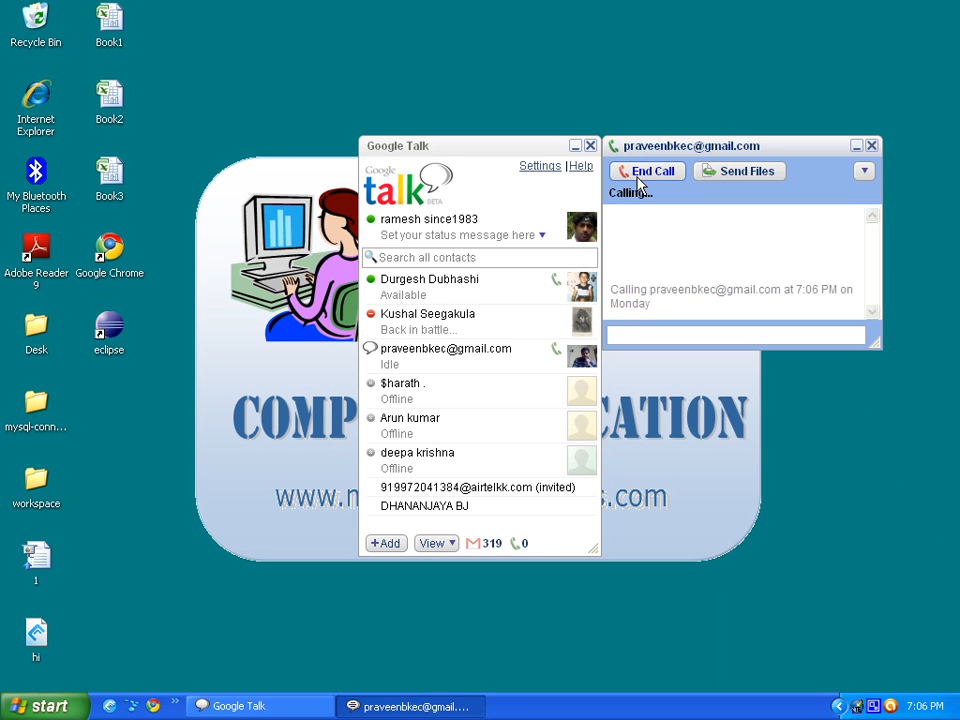 Recycle Bin
Book1
Internet
Explorer
Book2
My Bluetooth
Places
Book3
Adobe Reader
9
Google Chrome
Desk
eclipse
mysql-conn...
workspace
1
hi
Google Talk
Settings | Help
Google
talk
BETA
ramesh since1983
Set your status message here
Search all contacts
Durgesh Dubhashi
Available
Kushal Seegakula
Back in battle...
praveenbkec@gmail.com
Idle
$harath .
Offline
Arun kumar
Offline
deepa krishna
Offline
919972041384@airtelkk.com (invited)
DHANANJAYA BJ
+Add View 319 0
praveenbkec@gmail.com
End Call Send Files
Calling...
Calling praveenbkec@gmail.com at 7:06 PM on
Monday
COMP
CATION
www.
s.com
start
Google Talk
praveenbkec@gmail....
7:06 PM